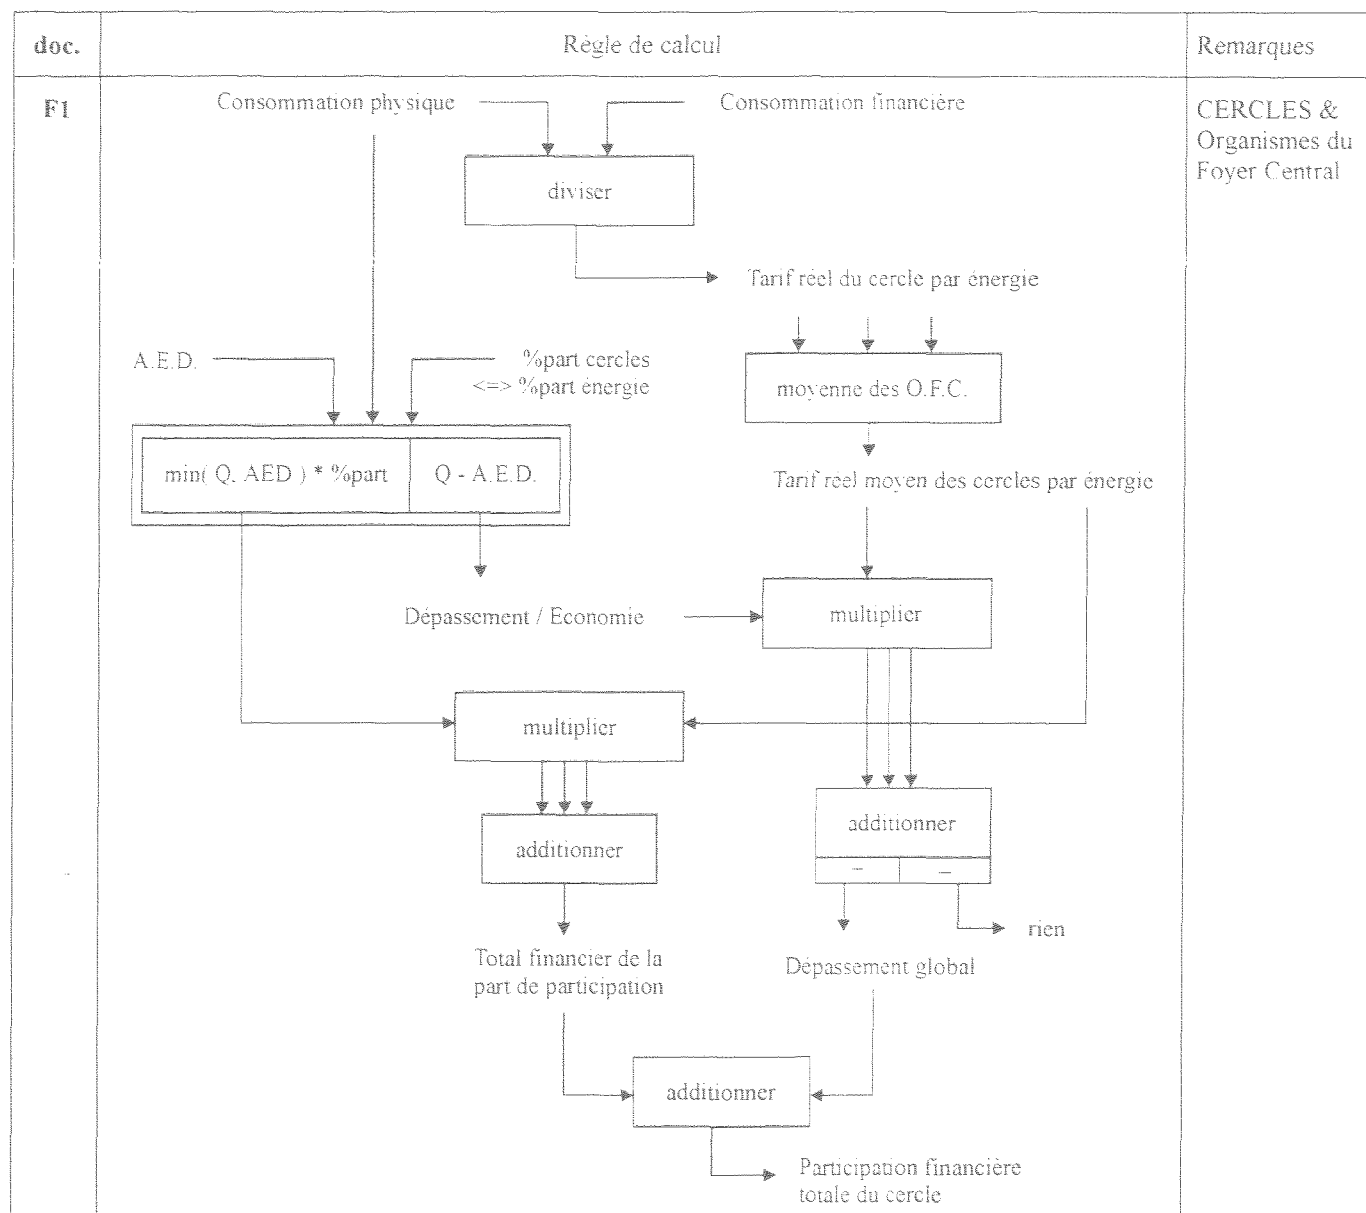 doc.
Règle de calcul
Remarques
F1
Consommation physique
Consommation financière
CERCLES &
Organismes du
Foyer Central
diviser
Tarif réel du cercle par énergie
A.E.D.
%part cercles
<=> %part énergie
moyenne des O.F.C.
min( Q, AED ) * %part
Q - A.E.D.
Tarif réel moyen des cercles par énergie
Dépassement / Economie
multiplier
multiplier
additionner
additionner
rien
Total financier de la
part de participation
Dépassement global
additionner
Participation financière
totale du cercle